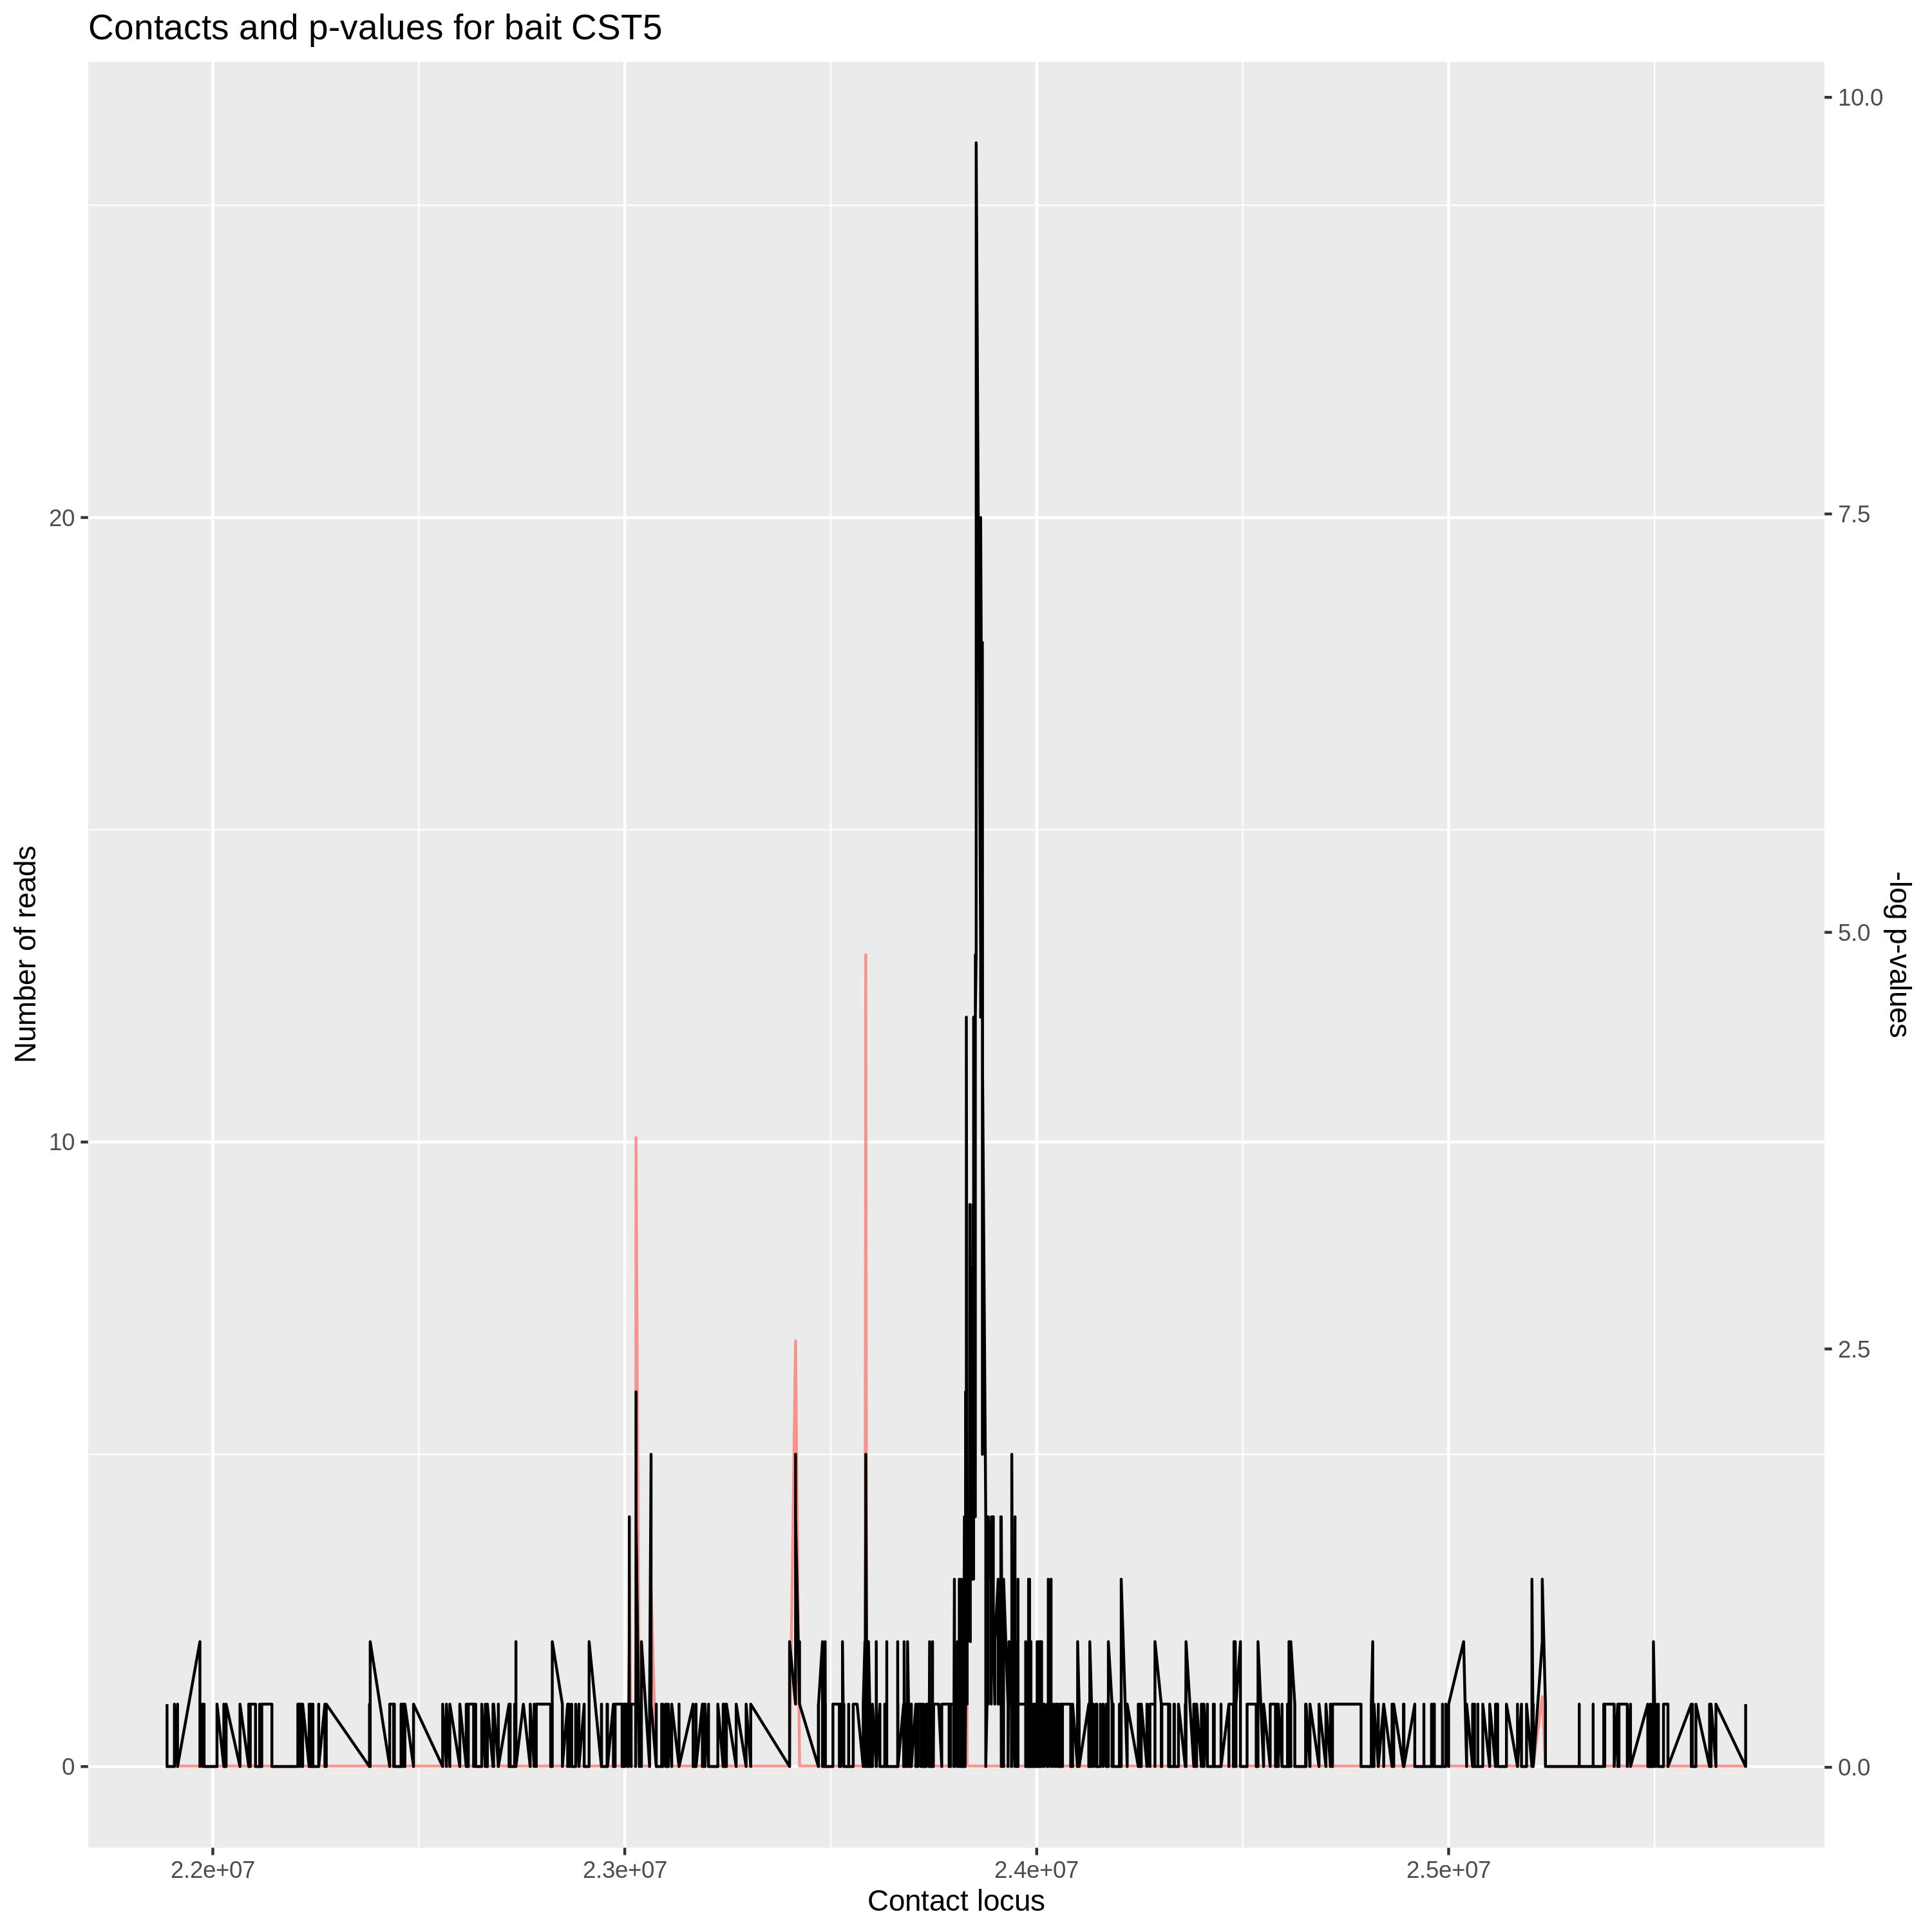 Contacts and p-values for bait CST5
Number of reads
20
10
0
10.0
7.5
5.0
2.5
0.0
-log p-values
2.2e+07
2.3e+07
2.4e+07
2.5e+07
Contact locus